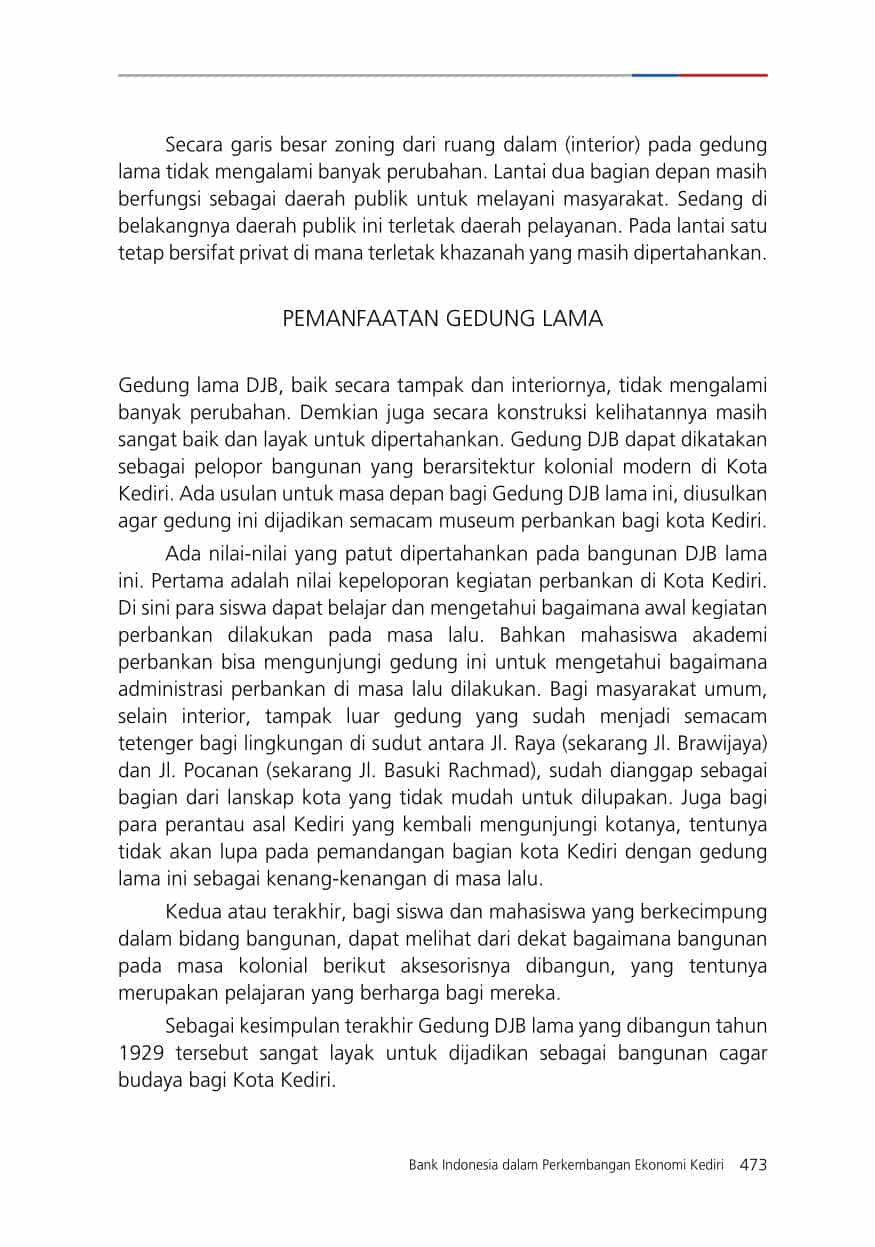 Secara garis besar zoning dari ruang dalam (interior) pada gedung
lama tidak mengalami banyak perubahan. Lantai dua bagian depan masih
berfungsi sebagai daerah publik untuk melayani masyarakat. Sedang di
belakangnya daerah publik ini terletak daerah pelayanan. Pada lantai satu
tetap bersifat privat di mana terletak khazanah yang masih dipertahankan.
PEMANFAATAN GEDUNG LAMA
Gedung lama DJB, baik secara tampak dan interiornya, tidak mengalami
banyak perubahan. Demkian juga secara konstruksi kelihatannya masih
sangat baik dan layak untuk dipertahankan. Gedung DJB dapat dikatakan
sebagai pelopor bangunan yang berarsitektur kolonial modern di Kota
Kediri. Ada usulan untuk masa depan bagi Gedung DJB lama ini, diusulkan
agar gedung ini dijadikan semacam museum perbankan bagi kota Kediri.
Ada nilai-nilai yang patut dipertahankan pada bangunan DJB lama
ini. Pertama adalah nilai kepeloporan kegiatan perbankan di Kota Kediri.
Di sini para siswa dapat belajar dan mengetahui bagaimana awal kegiatan
perbankan dilakukan pada masa lalu. Bahkan mahasiswa akademi
perbankan bisa mengunjungi gedung ini untuk mengetahui bagaimana
administrasi perbankan di masa lalu dilakukan. Bagi masyarakat umum,
selain interior, tampak luar gedung yang sudah menjadi semacam
tetenger bagi lingkungan di sudut antara Jl. Raya (sekarang Jl. Brawijaya)
dan Jl. Pocanan (sekarang Jl. Basuki Rachmad), sudah dianggap sebagai
bagian dari lanskap kota yang tidak mudah untuk dilupakan. Juga bagi
para perantau asal Kediri yang kembali mengunjungi kotanya, tentunya
tidak akan lupa pada pemandangan bagian kota Kediri dengan gedung
lama ini sebagai kenang-kenangan di masa lalu.
Kedua atau terakhir, bagi siswa dan mahasiswa yang berkecimpung
dalam bidang bangunan, dapat melihat dari dekat bagaimana bangunan
pada masa kolonial berikut aksesorisnya dibangun, yang tentunya
merupakan pelajaran yang berharga bagi mereka.
Sebagai kesimpulan terakhir Gedung DJB lama yang dibangun tahun
1929 tersebut sangat layak untuk dijadikan sebagai bangunan cagar
budaya bagi Kota Kediri.
Bank Indonesia dalam Perkembangan Ekonomi Kediri 473